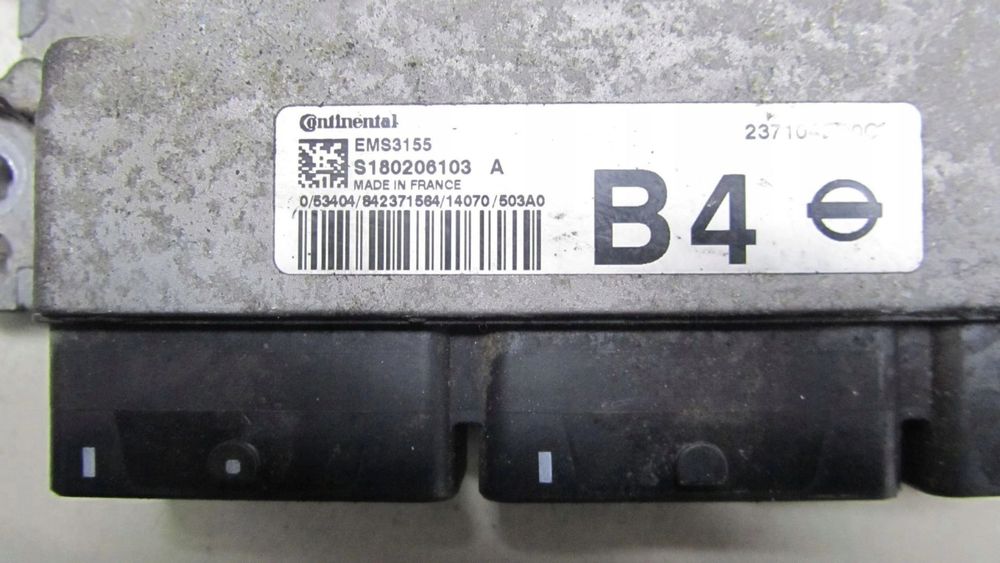 Continental
EMS3155
S180206103 A
MADE IN FRANCE
0/53404/842371564/14070/503A0
B4